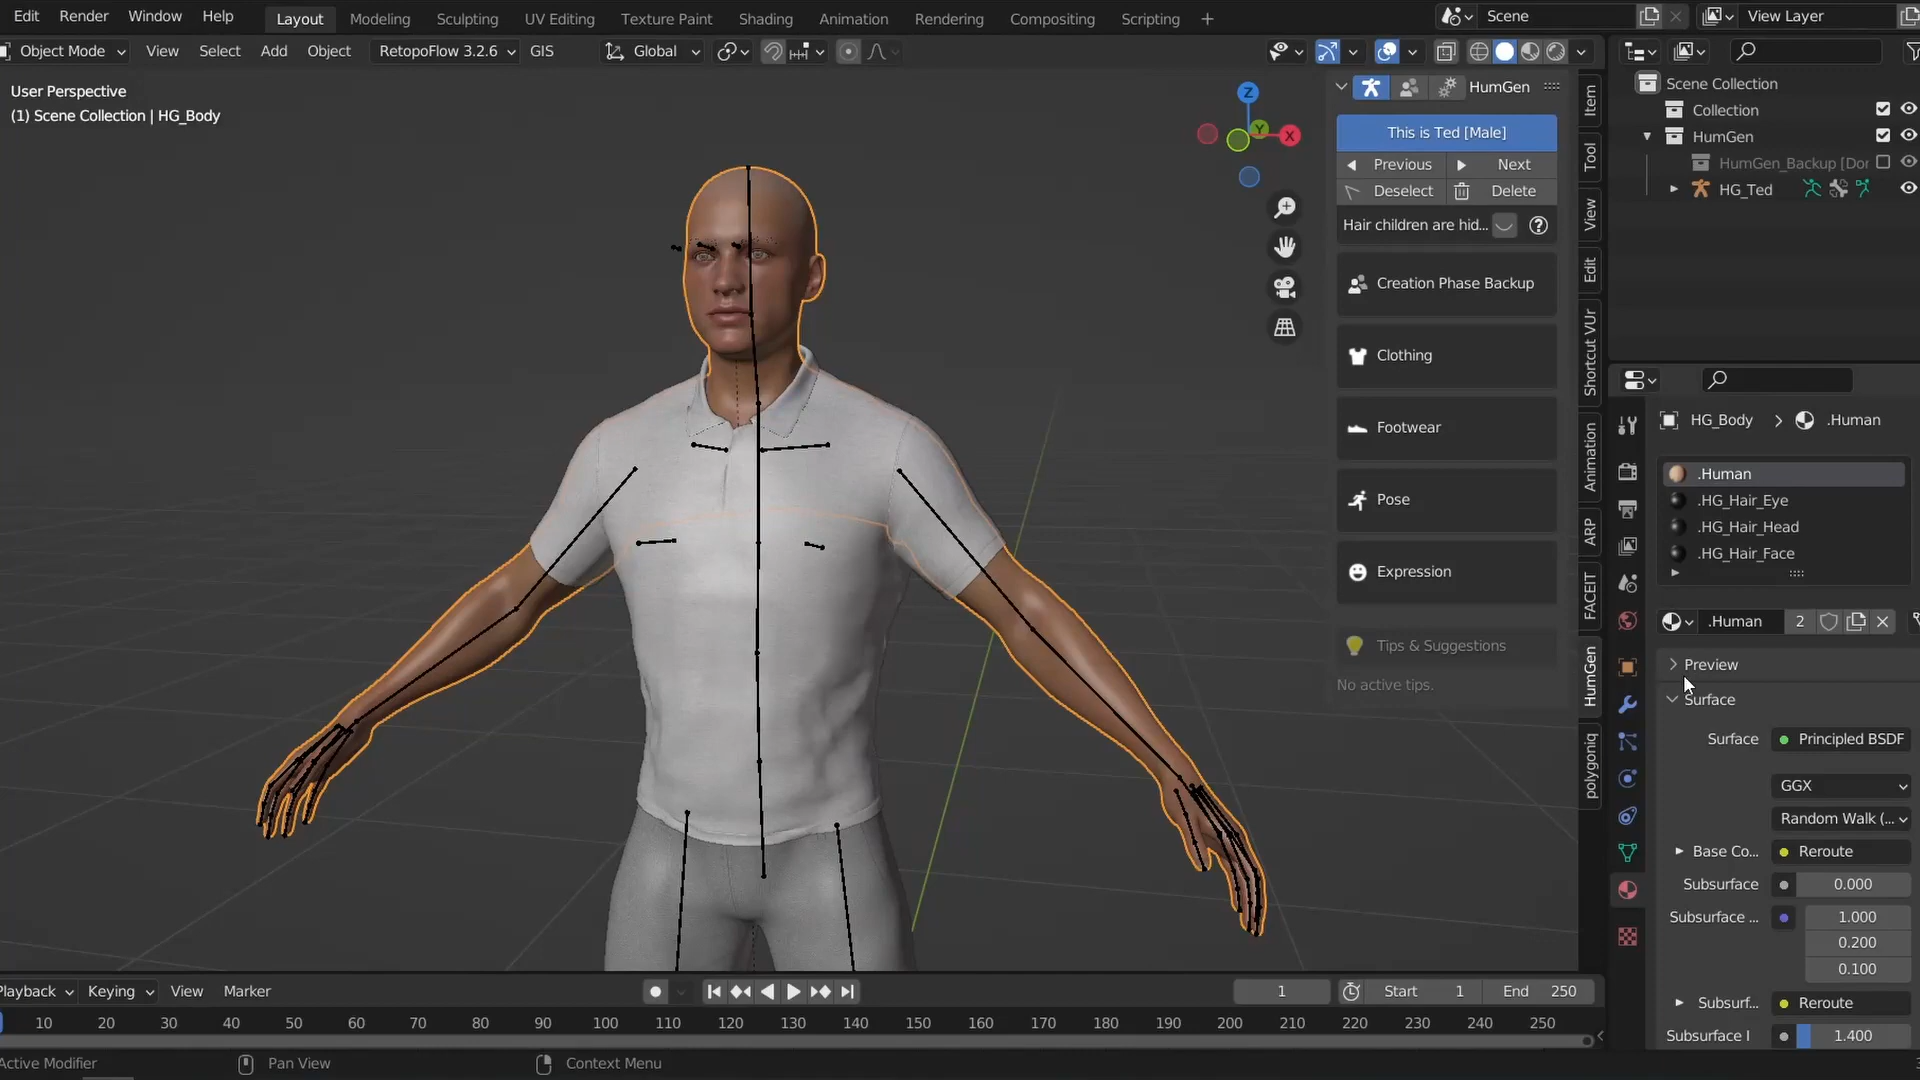 Edit Render Window Help Layout Modeling Sculpting UV Editing Texture Paint Shading Animation Rendering Compositing Scripting + Scene View Layer
Object Mode View Select Add Object RetopoFlow 3.2.6 GIS Global
User Perspective
(1) Scene Collection | HG_Body
Z
Y
X
HumGen
This is Ted [Male]
Previous Next
Deselect Delete
Hair children are hid... ?
Creation Phase Backup
Clothing
Footwear
Pose
Expression
Tips & Suggestions
No active tips.
Item
Tool
View
Edit
Shortcut VUr
Animation
ARP
FACEIT
HumGen
polygoniq
Scene Collection
Collection
HumGen
HumGen_Backup [Dor
HG_Ted
HG_Body > .Human
.Human
.HG_Hair_Eye
.HG_Hair_Head
.HG_Hair_Face
.Human 2
Preview
Surface
Surface Principled BSDF
GGX
Random Walk (...
Base Co... Reroute
Subsurface 0.000
Subsurface ... 1.000
0.200
0.100
Subsurf... Reroute
Subsurface I 1.400
Playback Keying View Marker 1 Start 1 End 250
10 20 30 40 50 60 70 80 90 100 110 120 130 140 150 160 170 180 190 200 210 220 230 240 250
Active Modifier Pan View Context Menu